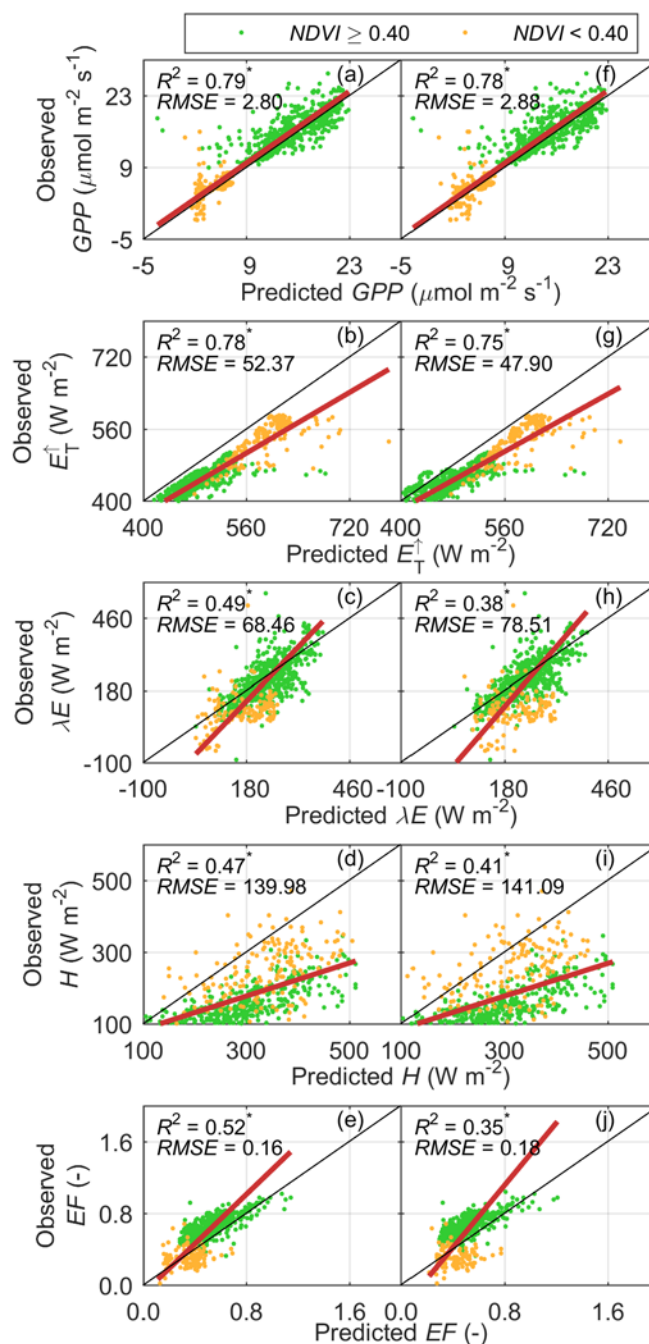 NDVI ≥ 0.40 NDVI < 0.40
R² = 0.79* (a) R² = 0.78* (f)
RMSE = 2.80 RMSE = 2.88
Observed
GPP (μmol m⁻² s⁻¹)
23
9
-5
-5 9 23 -5 9 23
Predicted GPP (μmol m⁻² s⁻¹)
R² = 0.78* (b) R² = 0.75* (g)
RMSE = 52.37 RMSE = 47.90
Observed
E_T^↑ (W m⁻²)
720
560
400
400 560 720 400 560 720
Predicted E_T^↑ (W m⁻²)
R² = 0.49* (c) R² = 0.38* (h)
RMSE = 68.46 RMSE = 78.51
Observed
λE (W m⁻²)
460
180
-100
-100 180 460 -100 180 460
Predicted λE (W m⁻²)
R² = 0.47* (d) R² = 0.41* (i)
RMSE = 139.98 RMSE = 141.09
Observed
H (W m⁻²)
500
300
100
100 300 500 100 300 500
Predicted H (W m⁻²)
R² = 0.52* (e) R² = 0.35* (j)
RMSE = 0.16 RMSE = 0.18
Observed
EF (-)
1.6
0.8
0.0
0.0 0.8 1.6 0.0 0.8 1.6
Predicted EF (-)